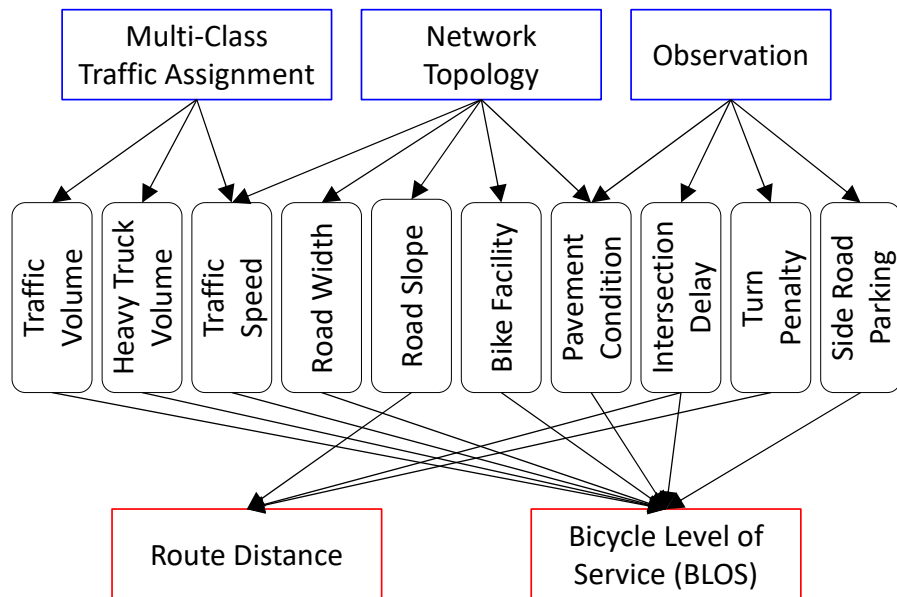 Multi-Class
Traffic Assignment
Network
Topology
Observation
Traffic
Volume
Heavy Truck
Volume
Traffic
Speed
Road Width
Road Slope
Bike Facility
Pavement
Condition
Intersection
Delay
Turn
Penalty
Side Road
Parking
Route Distance
Bicycle Level of
Service (BLOS)